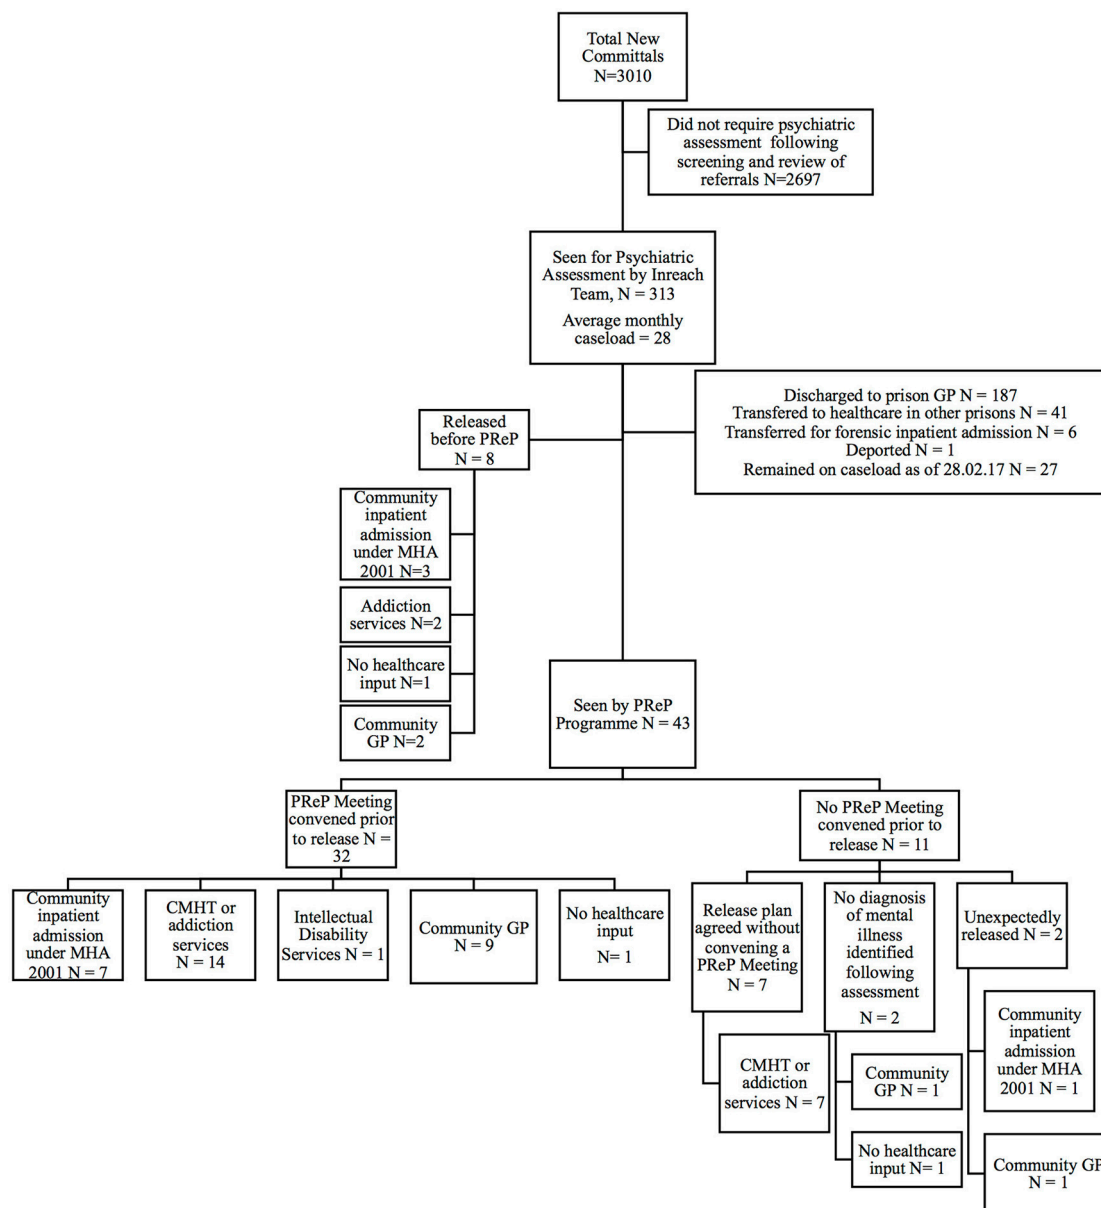 Total New
Committals
N=3010
Did not require psychiatric
assessment following
screening and review of
referrals N=2697
Seen for Psychiatric
Assessment by Inreach
Team, N = 313
Average monthly
caseload = 28
Discharged to prison GP N = 187
Transfered to healthcare in other prisons N = 41
Transferred for forensic inpatient admission N = 6
Deported N = 1
Remained on caseload as of 28.02.17 N = 27
Released
before PReP
N = 8
Community
inpatient
admission
under MHA
2001 N=3
Addiction
services N=2
No healthcare
input N=1
Community
GP N=2
Seen by PReP
Programme N = 43
PReP Meeting
convened prior
to release N =
32
No PReP Meeting
convened prior to
release N = 11
Community
inpatient
admission
under MHA
2001 N = 7
CMHT or
addiction
services
N = 14
Intellectual
Disability
Services N = 1
Community GP
N = 9
No healthcare
input
N= 1
Release plan
agreed without
convening a
PReP Meeting
N = 7
No diagnosis of
mental
illness
identified
following
assessment
N = 2
Unexpectedly
released N = 2
CMHT or
addiction
services N = 7
Community
GP N = 1
No healthcare
input N= 1
Community
inpatient
admission
under MHA
2001 N = 1
Community GP
N = 1